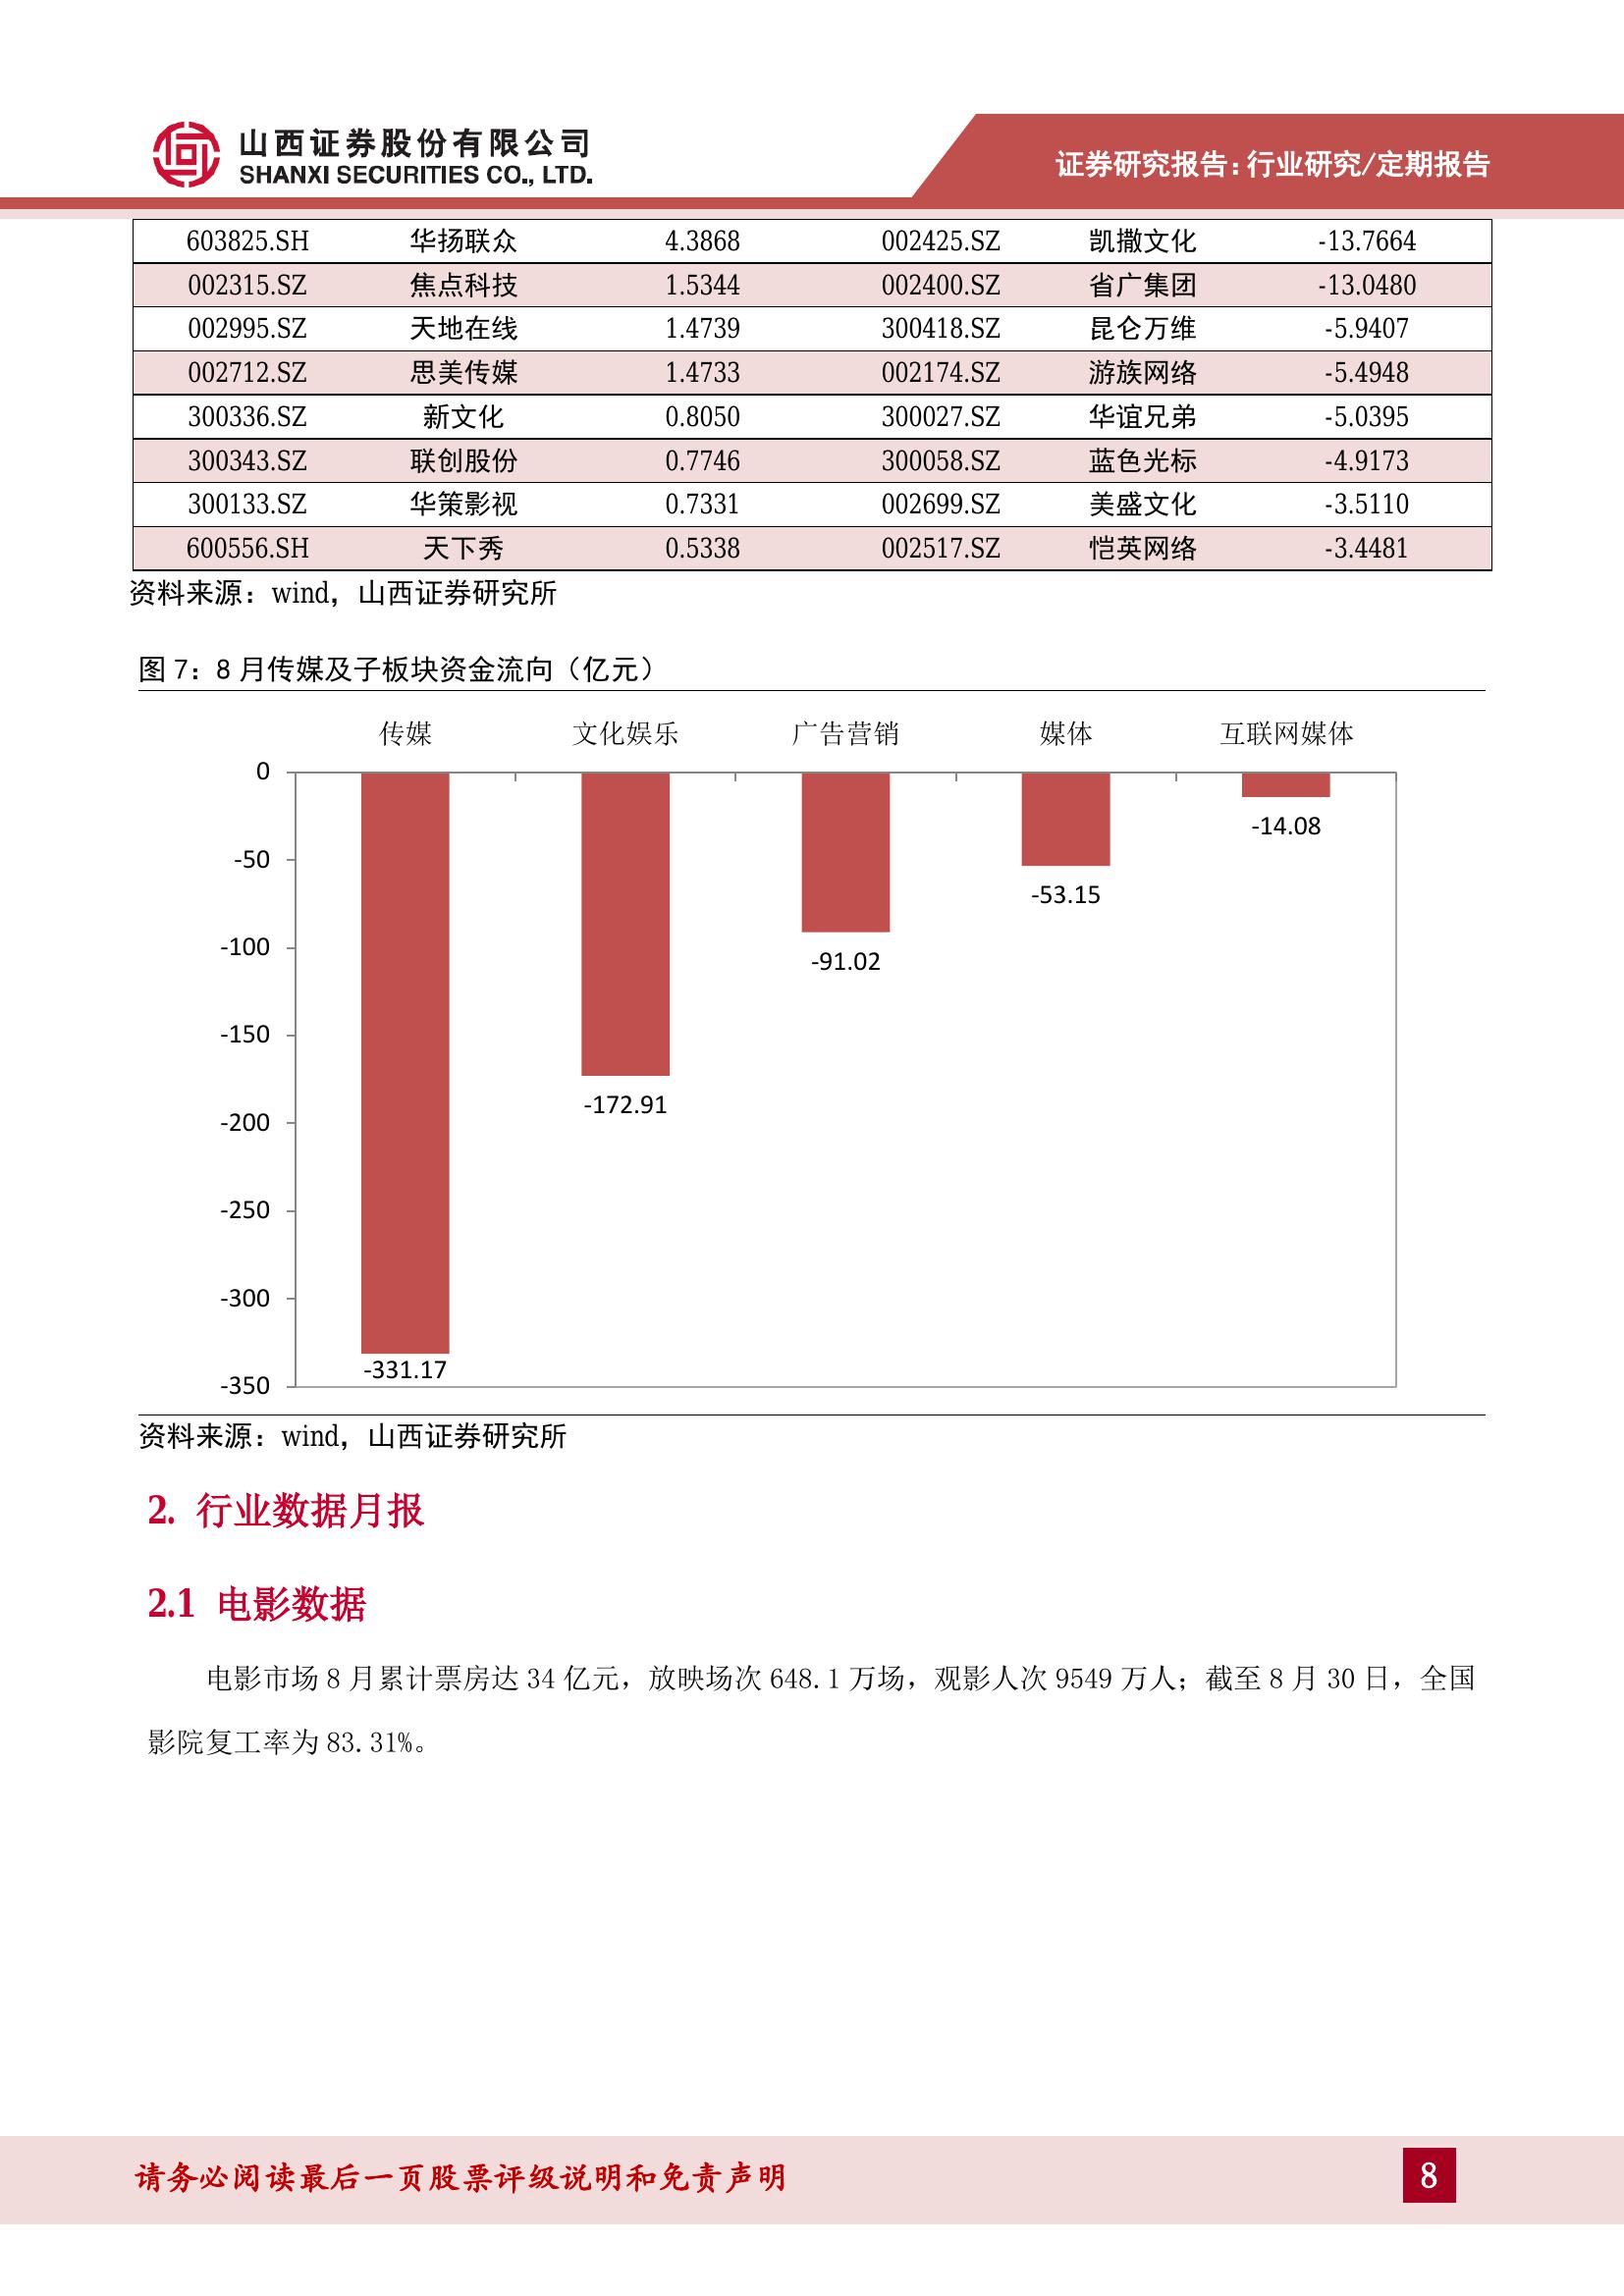 山西证券股份有限公司
SHANXI SECURITIES CO., LTD.
证券研究报告:行业研究/定期报告
603825.SH 华扬联众 4.3868 002425.SZ 凯撒文化 -13.7664
002315.SZ 焦点科技 1.5344 002400.SZ 省广集团 -13.0480
002995.SZ 天地在线 1.4739 300418.SZ 昆仑万维 -5.9407
002712.SZ 思美传媒 1.4733 002174.SZ 游族网络 -5.4948
300336.SZ 新文化 0.8050 300027.SZ 华谊兄弟 -5.0395
300343.SZ 联创股份 0.7746 300058.SZ 蓝色光标 -4.9173
300133.SZ 华策影视 0.7331 002699.SZ 美盛文化 -3.5110
600556.SH 天下秀 0.5338 002517.SZ 恺英网络 -3.4481
资料来源：wind，山西证券研究所
图 7：8 月传媒及子板块资金流向（亿元）
传媒 文化娱乐 广告营销 媒体 互联网媒体
0
-14.08
-50
-53.15
-100
-91.02
-150
-172.91
-200
-250
-300
-331.17
-350
资料来源：wind，山西证券研究所
2. 行业数据月报
2.1 电影数据
电影市场 8 月累计票房达 34 亿元，放映场次 648.1 万场，观影人次 9549 万人；截至 8 月 30 日，全国
影院复工率为 83.31%。
请务必阅读最后一页股票评级说明和免责声明
8